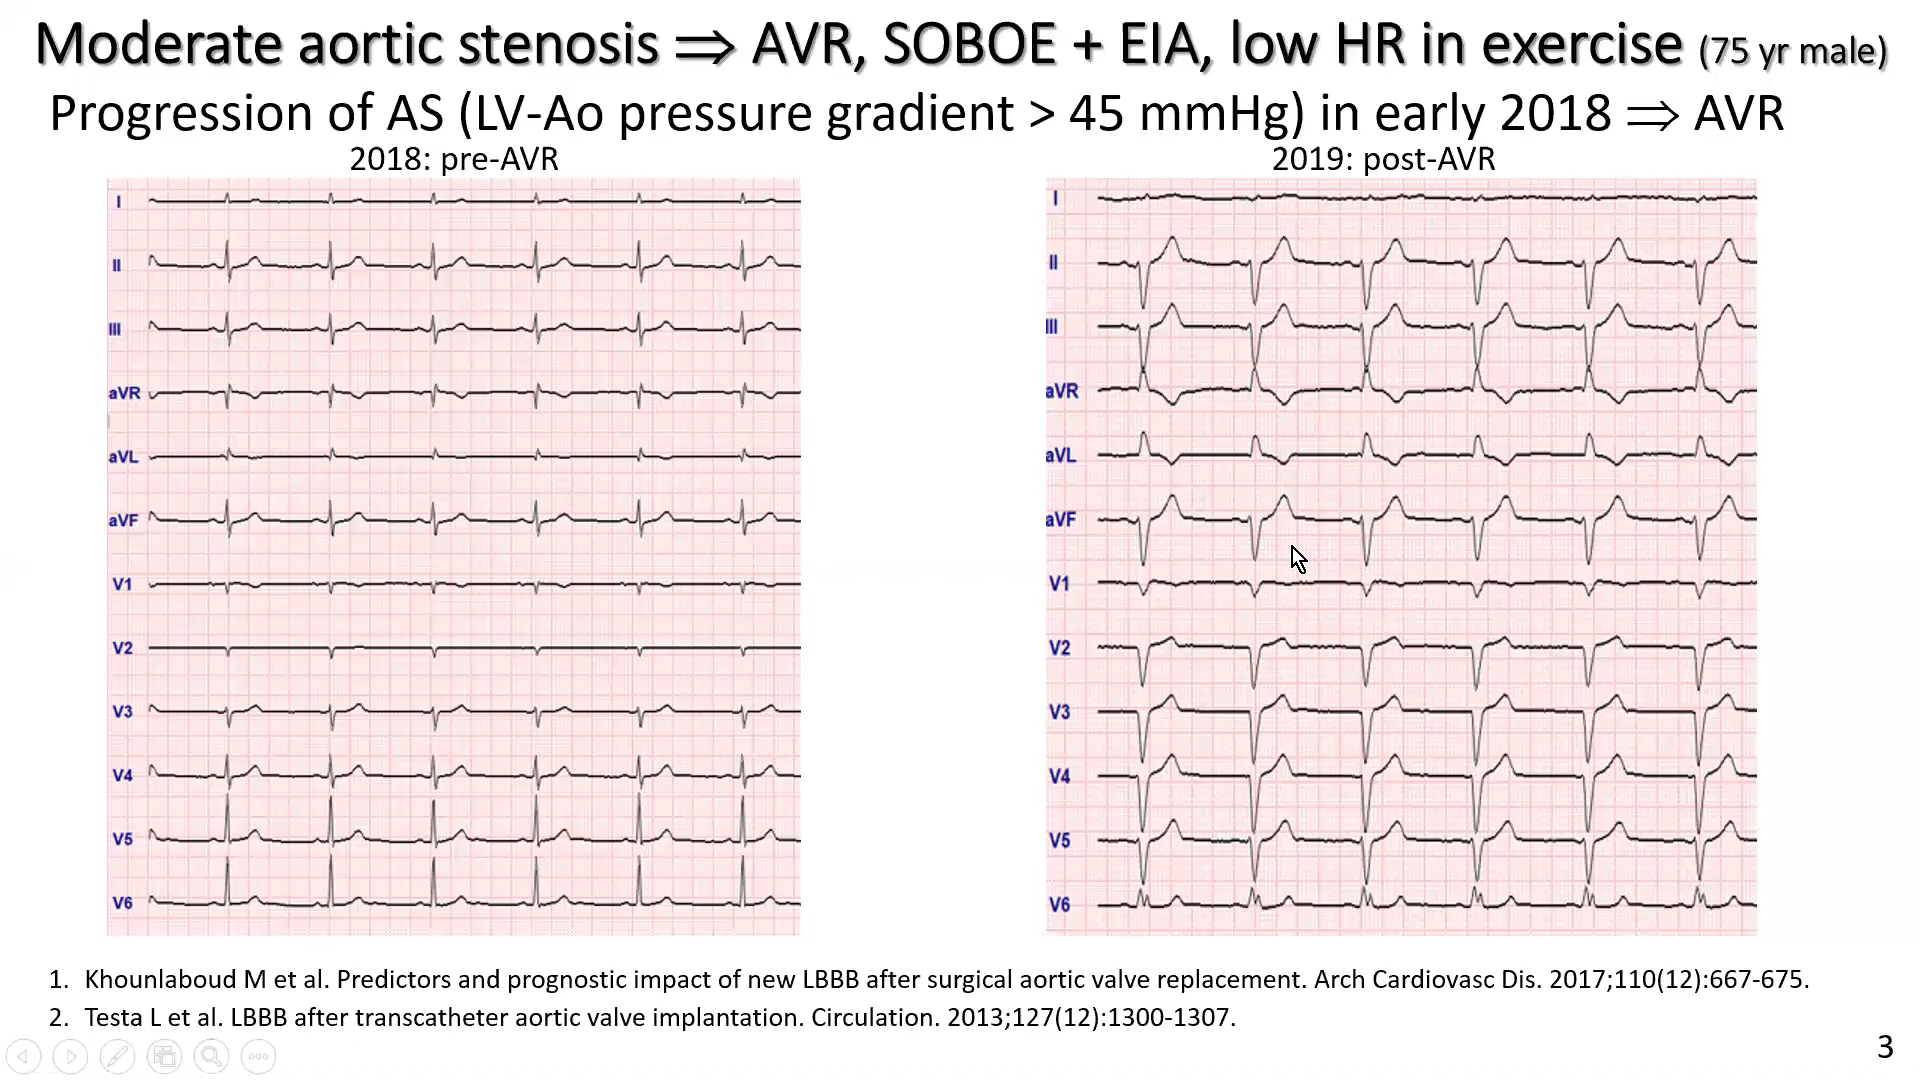 Moderate aortic stenosis ⇒ AVR, SOBOE + EIA, low HR in exercise (75 yr male)
Progression of AS (LV-Ao pressure gradient > 45 mmHg) in early 2018 ⇒ AVR
2018: pre-AVR
I
II
III
aVR
aVL
aVF
V1
V2
V3
V4
V5
V6
2019: post-AVR
I
II
III
aVR
aVL
aVF
V1
V2
V3
V4
V5
V6
1. Khounlaboud M et al. Predictors and prognostic impact of new LBBB after surgical aortic valve replacement. Arch Cardiovasc Dis. 2017;110(12):667-675.
2. Testa L et al. LBBB after transcatheter aortic valve implantation. Circulation. 2013;127(12):1300-1307.
3